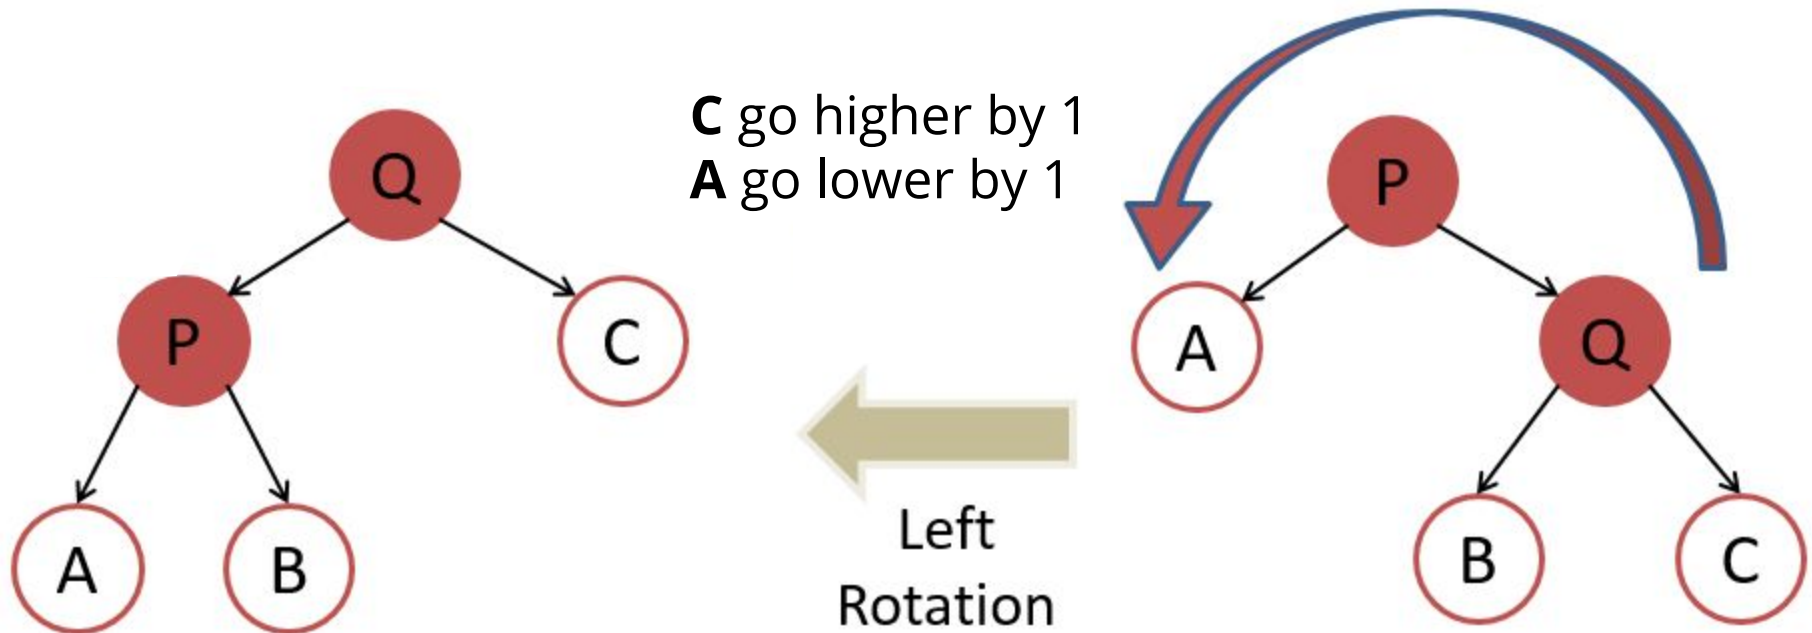 C go higher by 1
A go lower by 1
Q
P
C
A
B
Left
Rotation
P
A
Q
B
C